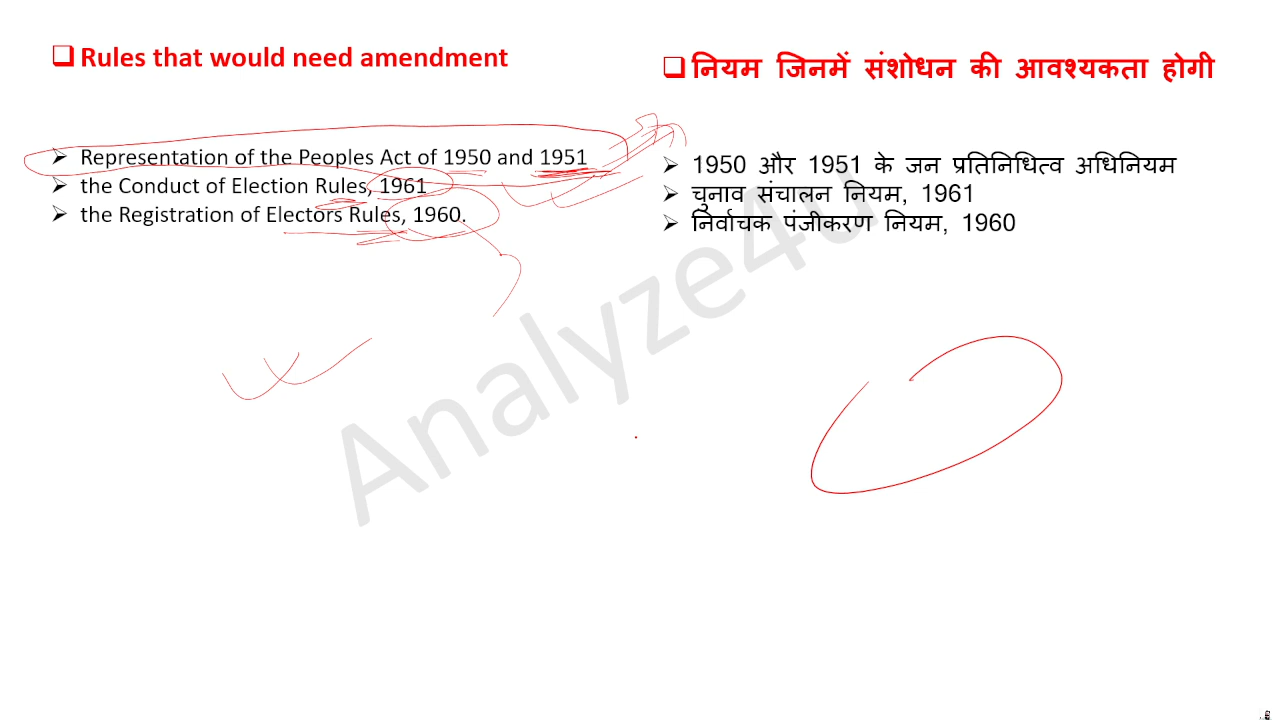 Rules that would need amendment
Representation of the Peoples Act of 1950 and 1951
the Conduct of Election Rules, 1961
the Registration of Electors Rules, 1960.
नियम जिनमें संशोधन की आवश्यकता होगी
1950 और 1951 के जन प्रतिनिधित्व अधिनियम
चुनाव संचालन नियम, 1961
निर्वाचक पंजीकरण नियम, 1960
Analyze4u